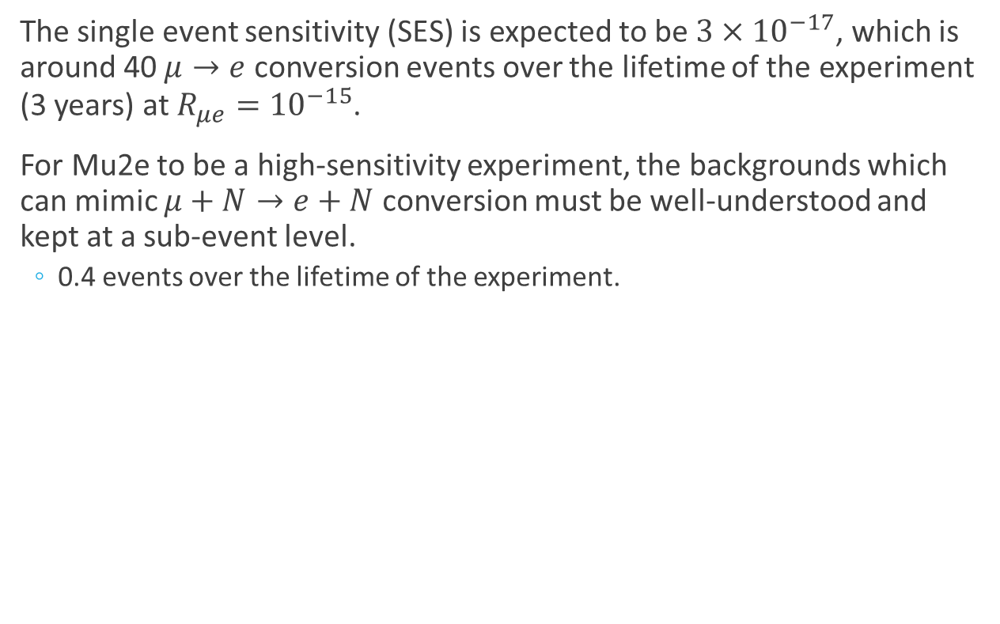 The single event sensitivity (SES) is expected to be 3 × 10⁻¹⁷, which is
around 40 μ → e conversion events over the lifetime of the experiment
(3 years) at R_μe = 10⁻¹⁵.
For Mu2e to be a high-sensitivity experiment, the backgrounds which
can mimic μ + N → e + N conversion must be well-understood and
kept at a sub-event level.
◦ 0.4 events over the lifetime of the experiment.